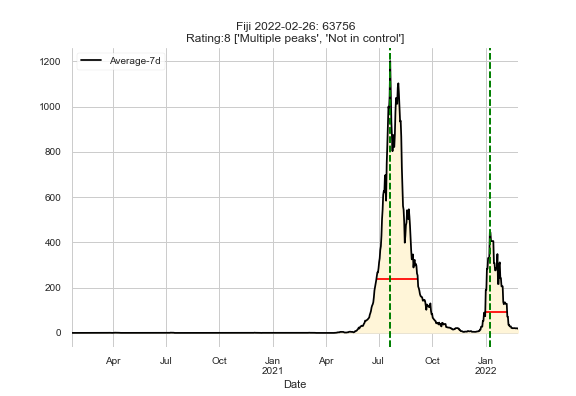 Fiji 2022-02-26: 63756
Rating:8 ['Multiple peaks', 'Not in control']
Average-7d
1200
1000
800
600
400
200
0
Apr Jul Oct Jan Apr Jul Oct Jan
2021 2022
Date